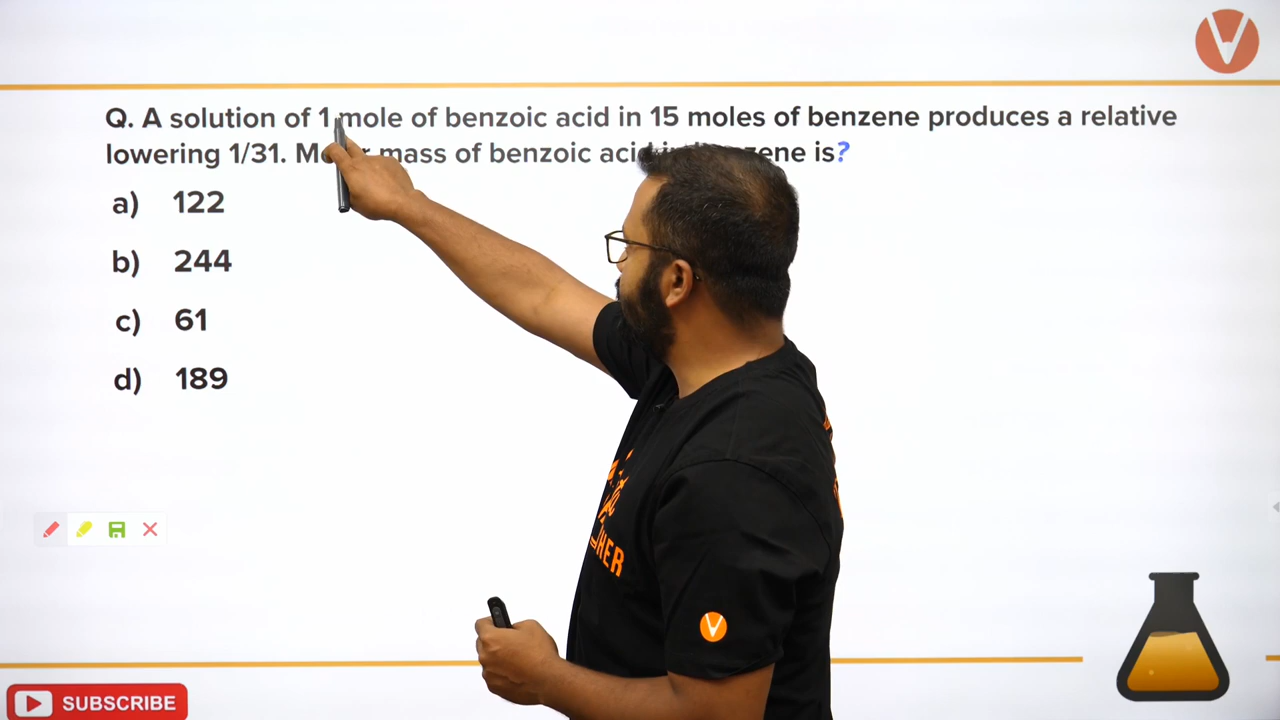 Q. A solution of 1 mole of benzoic acid in 15 moles of benzene produces a relative
lowering 1/31. mass of benzoic is?
a) 122
b) 244
c) 61
d) 189
HER
SUBSCRIBE